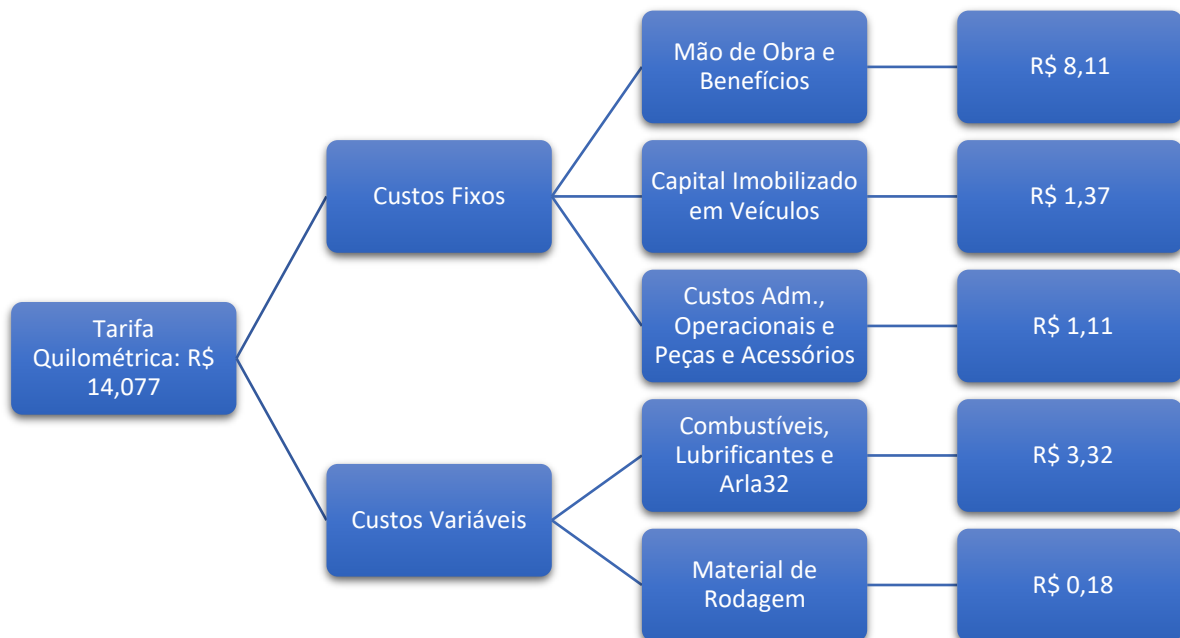 Tarifa
Quilométrica: R$
14,077
Custos Fixos
Mão de Obra e
Benefícios
R$ 8,11
Capital Imobilizado
em Veículos
R$ 1,37
Custos Adm.,
Operacionais e
Peças e Acessórios
R$ 1,11
Custos Variáveis
Combustíveis,
Lubrificantes e
Arla32
R$ 3,32
Material de
Rodagem
R$ 0,18